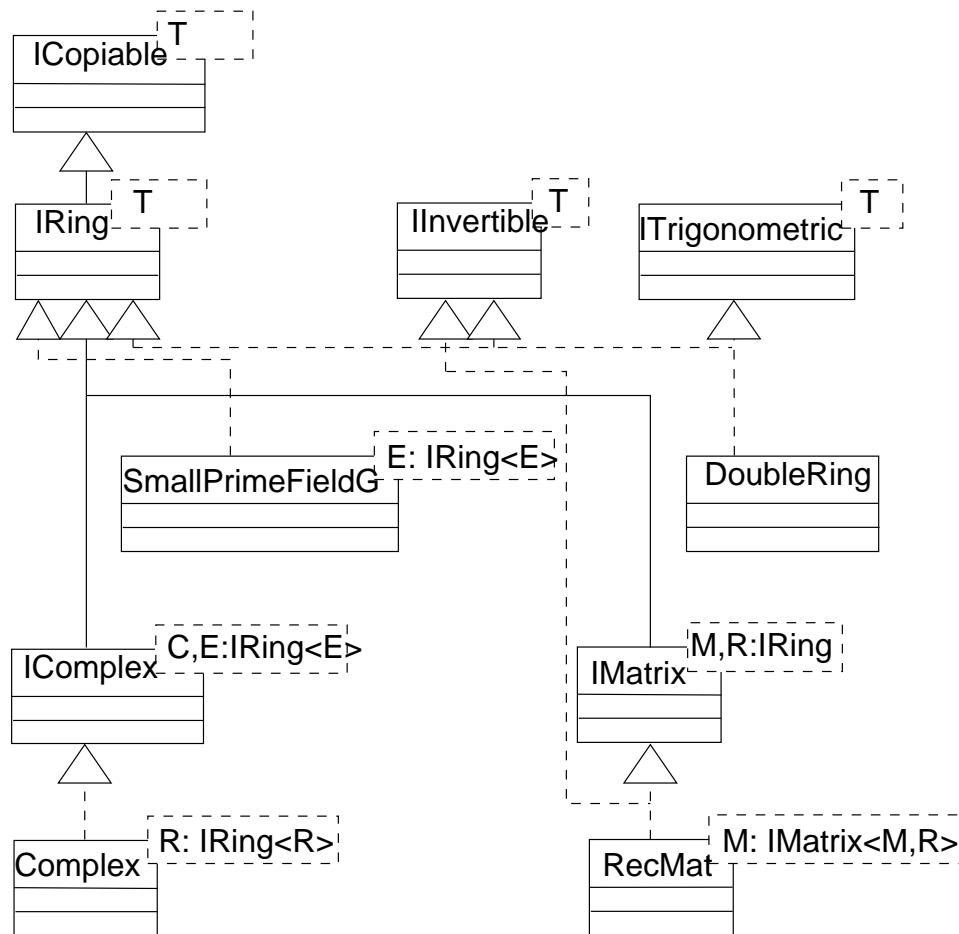 T
ICopiable
T
IRing
T
IInvertible
T
ITrigonometric
E: IRing<E>
SmallPrimeFieldG
DoubleRing
C,E:IRing<E>
IComplex
M,R:IRing
IMatrix
R: IRing<R>
Complex
M: IMatrix<M,R>
RecMat